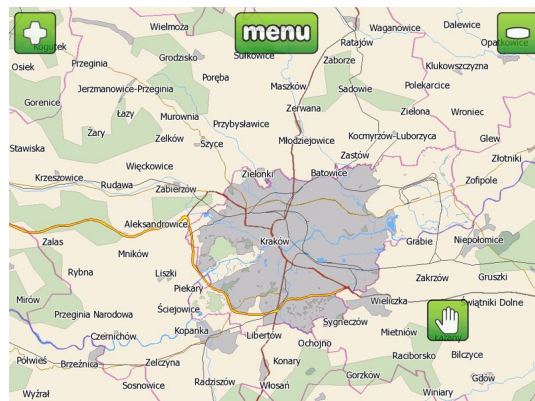 Wielmoża
Waganowice
Dalewice
menu
Kogutek
Sułkowice
Ratajów
Opatkowice
Osiek
Przeginia
Grodzisko
Zaborze
Klukowszczyzna
Poręba
Jerzmanowice-Przeginia
Maszków
Sadowie
Polekarcice
Gorenice
Zerwana
Łazy
Murownia
Przybysławice
Zielona
Wroniec
Żary
Zelków
Szyce
Młodziejowice
Kocmyrzów-Luborzyca
Glew
Stawiska
Zastów
Złotniki
Więckowice
Krzeszowice
Rudawa
Zabierzów
Zielonki
Batowice
Zofipole
Aleksandrowice
Kraków
Grabie
Niepołomice
Zalas
Mników
Rybna
Liszki
Zakrzów
Gruszki
Piekary
Mirów
Przeginia Narodowa
Ściejowice
Wieliczka
Świątniki Dolne
Czernichów
Kopanka
Sygneczów
Libertów
Ochojno
Mietniów
Łazany
Półwieś
Brzeźnica
Zelczyna
Konary
Raciborsko
Bilczyce
Sosnowice
Radziszów
Włosań
Gorzków
Gdow
Wyźrał
Winiary